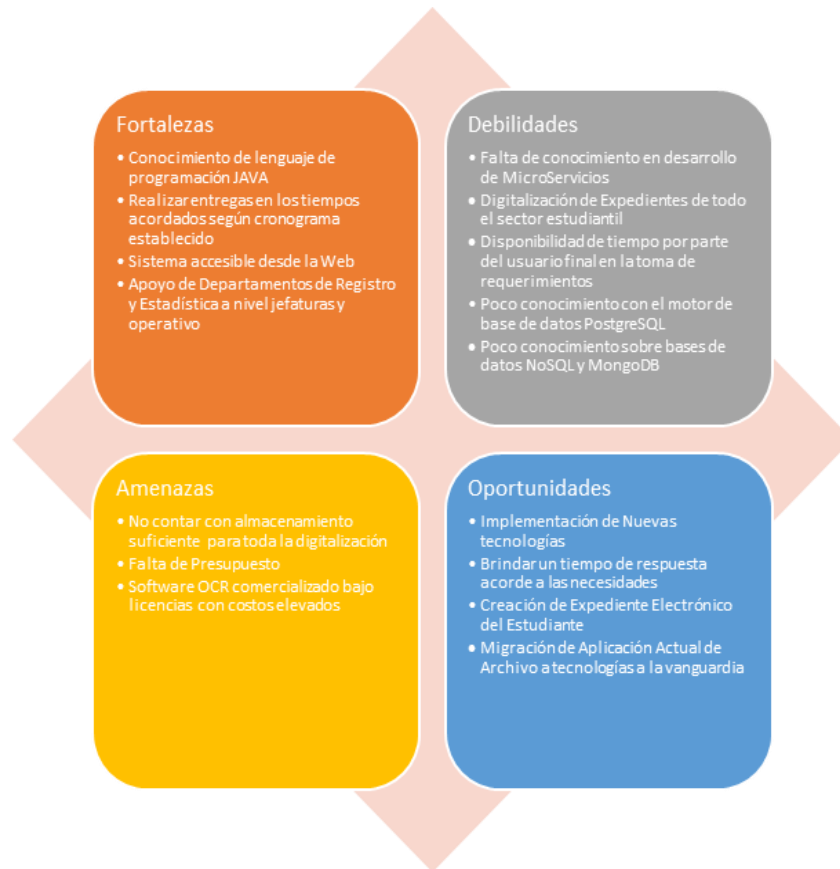 Fortalezas
• Conocimiento de lenguaje de
programación JAVA
• Realizar entregas en los tiempos
acordados según cronograma
establecido
• Sistema accesible desde la Web
• Apoyo de Departamentos de Registro
y Estadística a nivel jefaturas y
operativo
Debilidades
• Falta de conocimiento en desarrollo
de MicroServicios
• Digitalización de Expedientes de todo
el sector estudiantil
• Disponibilidad de tiempo por parte
del usuario final en la toma de
requerimientos
• Poco conocimiento con el motor de
base de datos PostgreSQL
• Poco conocimiento sobre bases de
datos NoSQL y MongoDB
Amenazas
• No contar con almacenamiento
suficiente para toda la digitalización
• Falta de Presupuesto
• Software OCR comercializado bajo
licencias con costos elevados
Oportunidades
• Implementación de Nuevas
tecnologías
• Brindar un tiempo de respuesta
acorde a las necesidades
• Creación de Expediente Electrónico
del Estudiante
• Migración de Aplicación Actual de
Archivo a tecnologías a la vanguardia